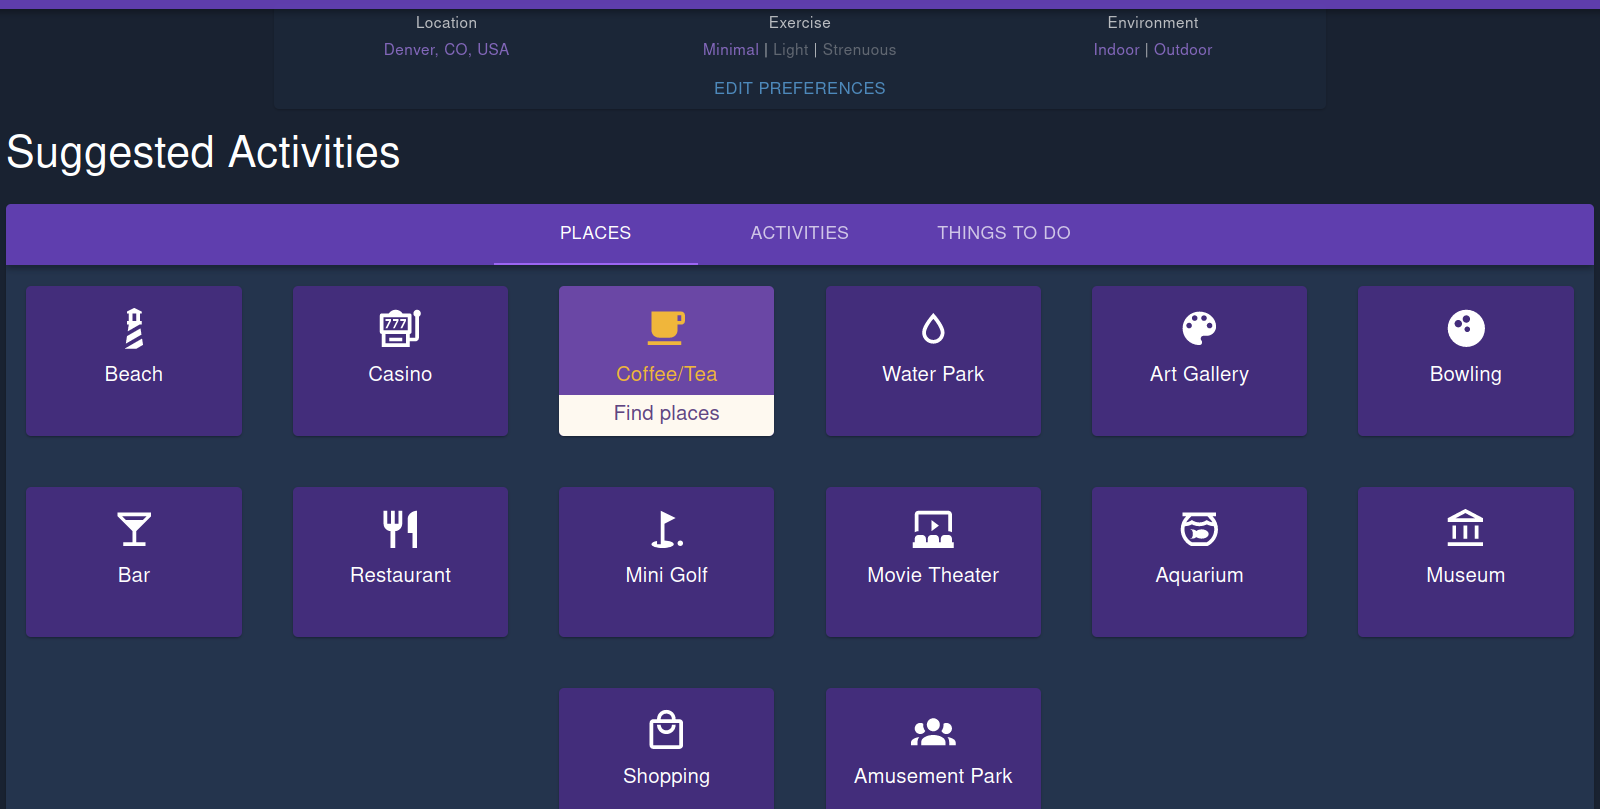 Location
Denver, CO, USA
Exercise
Minimal | Light | Strenuous
Environment
Indoor | Outdoor
EDIT PREFERENCES
Suggested Activities
PLACES
ACTIVITIES
THINGS TO DO
Beach
777
Casino
Coffee/Tea
Find places
Water Park
Art Gallery
Bowling
Bar
Restaurant
Mini Golf
Movie Theater
Aquarium
Museum
Shopping
Amusement Park